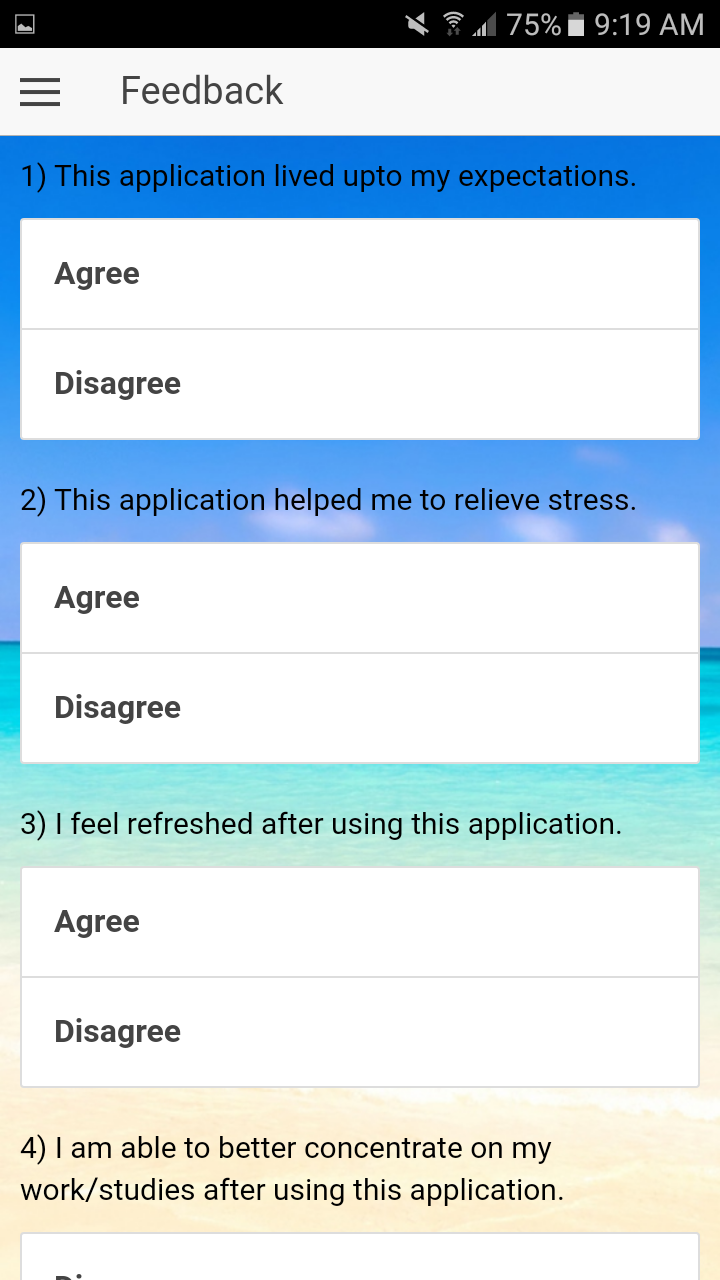 75% 9:19 AM
Feedback
1) This application lived upto my expectations.
Agree
Disagree
2) This application helped me to relieve stress.
Agree
Disagree
3) I feel refreshed after using this application.
Agree
Disagree
4) I am able to better concentrate on my
work/studies after using this application.